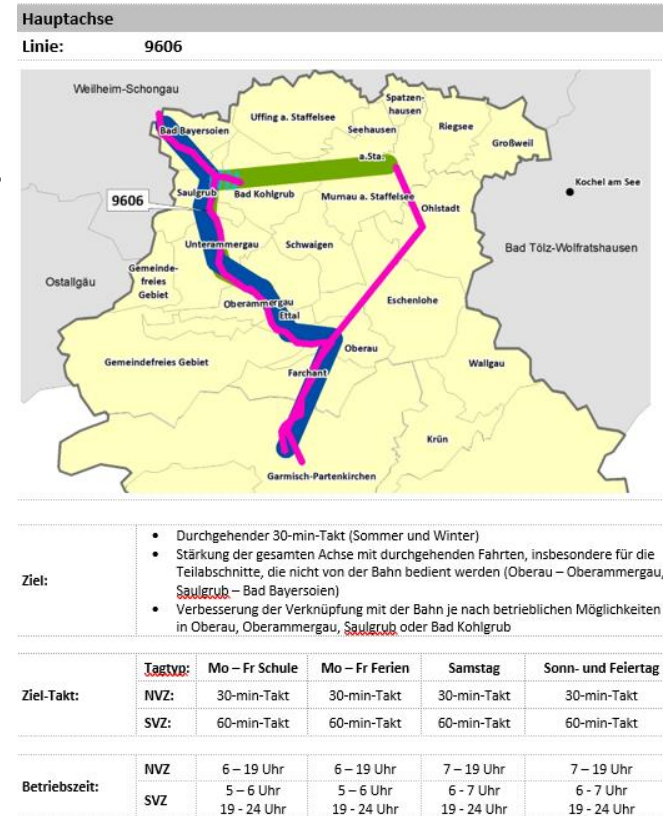 Hauptachse
Linie: 9606
Weilheim-Schongau
Spatzen-
hausen
Uffing a. Staffelsee
Bad Bayersoien
Seehausen
Riegsee
Großweil
a.Sta.
Kochel am See
Saulgrub
Bad Kohlgrub
Murnau a. Staffelsee
9606
Ohlstadt
Unterammergau
Schwaigen
Bad Tölz-Wolfratshausen
Gemeinde-
freies
Gebiet
Ostallgäu
Oberammergau
Ettal
Eschenlohe
Oberau
Gemeindefreies Gebiet
Wallgau
Farchant
Krün
Garmisch-Partenkirchen
Ziel:
• Durchgehender 30-min-Takt (Sommer und Winter)
• Stärkung der gesamten Achse mit durchgehenden Fahrten, insbesondere für die
Teilabschnitte, die nicht von der Bahn bedient werden (Oberau – Oberammergau,
Saulgrub – Bad Bayersoien)
• Verbesserung der Verknüpfung mit der Bahn je nach betrieblichen Möglichkeiten
in Oberau, Oberammergau, Saulgrub oder Bad Kohlgrub
Ziel-Takt:
Tagtyp: Mo – Fr Schule Mo – Fr Ferien Samstag Sonn- und Feiertag
NVZ: 30-min-Takt 30-min-Takt 30-min-Takt 30-min-Takt
SVZ: 60-min-Takt 60-min-Takt 60-min-Takt 60-min-Takt
Betriebszeit:
NVZ 6 – 19 Uhr 6 – 19 Uhr 7 – 19 Uhr 7 – 19 Uhr
SVZ 5 – 6 Uhr 5 – 6 Uhr 6 - 7 Uhr 6 - 7 Uhr
19 - 24 Uhr 19 - 24 Uhr 19 - 24 Uhr 19 - 24 Uhr